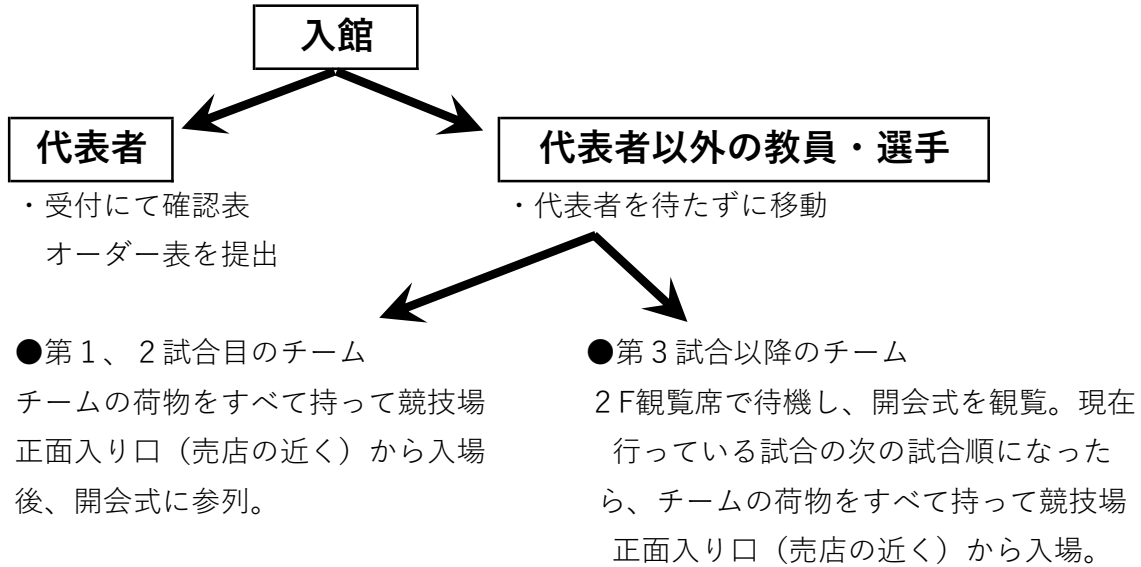 入館
代表者
・受付にて確認表
オーダー表を提出
代表者以外の教員・選手
・代表者を待たずに移動
●第１、２試合目のチーム
チームの荷物をすべて持って競技場
正面入り口（売店の近く）から入場
後、開会式に参列。
●第３試合以降のチーム
２F観覧席で待機し、開会式を観覧。現在
行っている試合の次の試合順になった
ら、チームの荷物をすべて持って競技場
正面入り口（売店の近く）から入場。